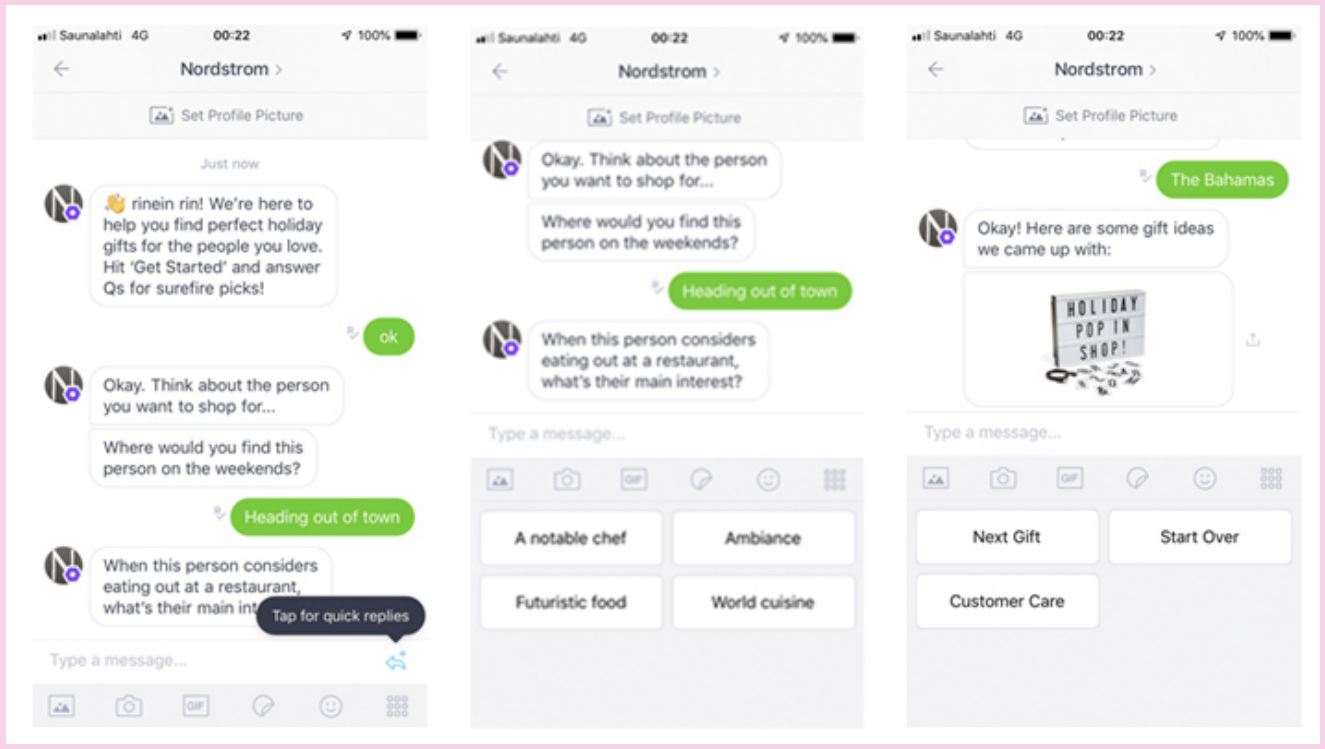 Saunalahti 4G 00:22 100%
Nordstrom
Set Profile Picture
Just now
👋 rinein rin! We're here to
help you find perfect holiday
gifts for the people you love.
Hit 'Get Started' and answer
Qs for surefire picks!
ok
Okay. Think about the person
you want to shop for...
Where would you find this
person on the weekends?
Heading out of town
When this person considers
eating out at a restaurant,
what's their main int
Tap for quick replies
Type a message...
GIF
Saunalahti 4G 00:22 100%
Nordstrom
Set Profile Picture
Okay. Think about the person
you want to shop for...
Where would you find this
person on the weekends?
Heading out of town
When this person considers
eating out at a restaurant,
what's their main interest?
Type a message...
GIF
A notable chef Ambiance
Futuristic food World cuisine
Saunalahti 4G 00:22 100%
Nordstrom
Set Profile Picture
The Bahamas
Okay! Here are some gift ideas
we came up with:
HOLIDAY
POP IN
SHOP!
Type a message...
GIF
Next Gift Start Over
Customer Care